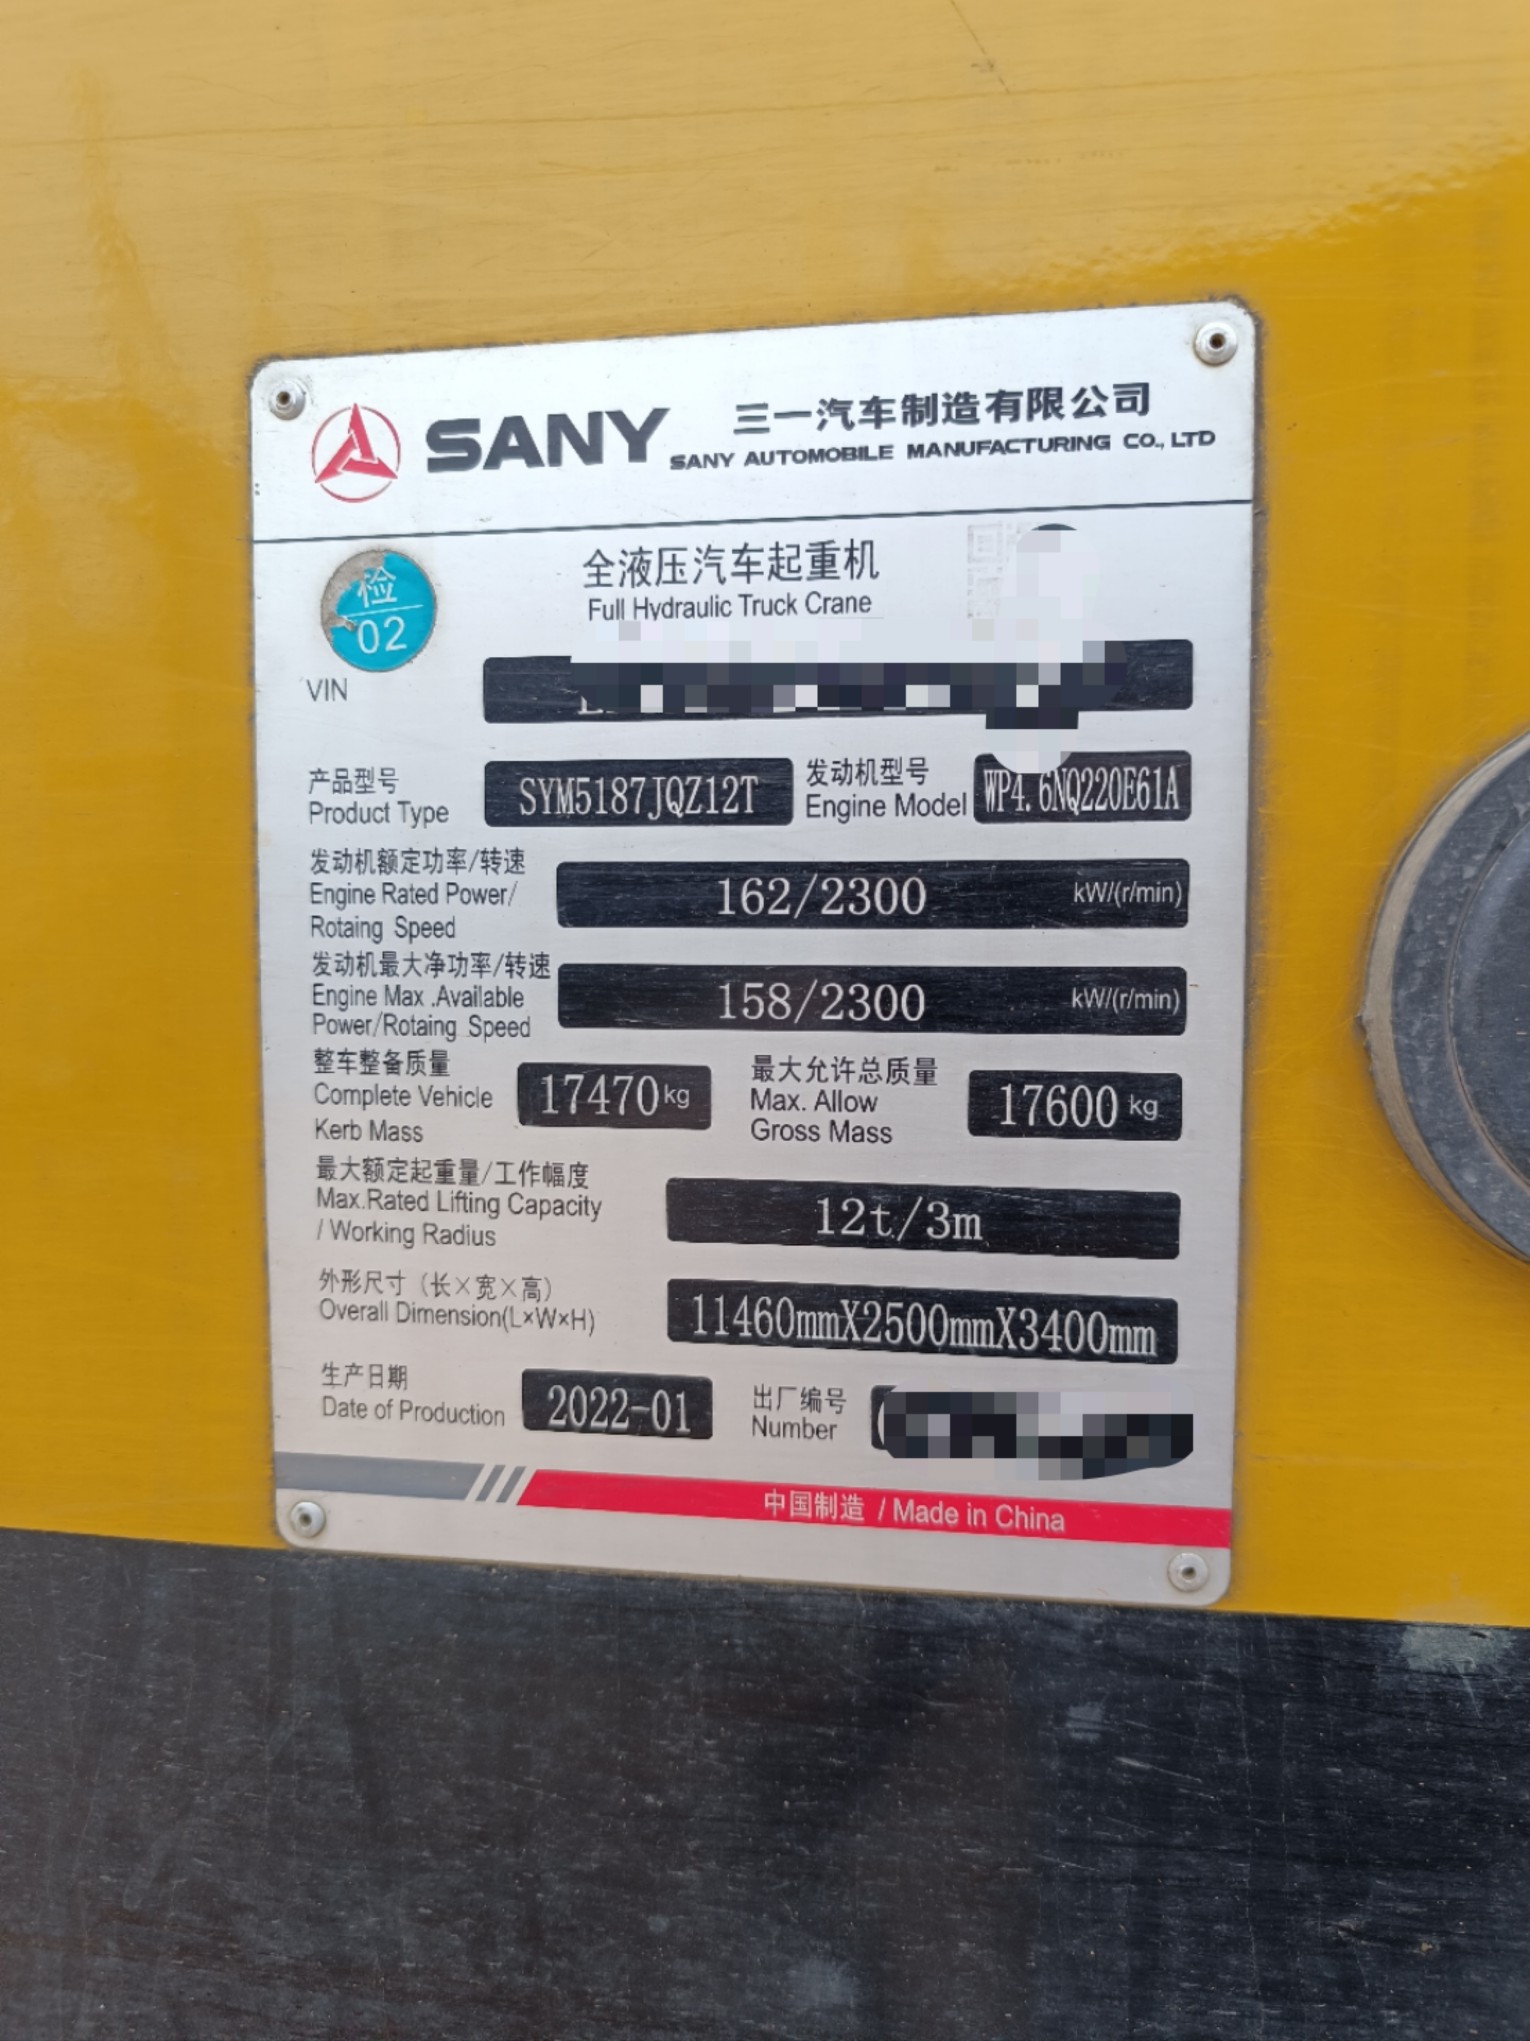 SANY 三一汽车制造有限公司
SANY AUTOMOBILE MANUFACTURING CO., LTD
检
02
全液压汽车起重机
Full Hydraulic Truck Crane
VIN
产品型号
Product Type
SYM5187JQZ12T
发动机型号
Engine Model
WP4.6NQ220E61A
发动机额定功率/转速
Engine Rated Power/
Rotaing Speed
162/2300 kW/(r/min)
发动机最大净功率/转速
Engine Max .Available
Power/Rotaing Speed
158/2300 kW/(r/min)
整车整备质量
Complete Vehicle
Kerb Mass
17470kg
最大允许总质量
Max. Allow
Gross Mass
17600 kg
最大额定起重量/工作幅度
Max.Rated Lifting Capacity
/ Working Radius
12t/3m
外形尺寸 (长×宽×高)
Overall Dimension(L×W×H)
11460mmX2500mmX3400mm
生产日期
Date of Production
2022-01
出厂编号
Number
中国制造 / Made in China